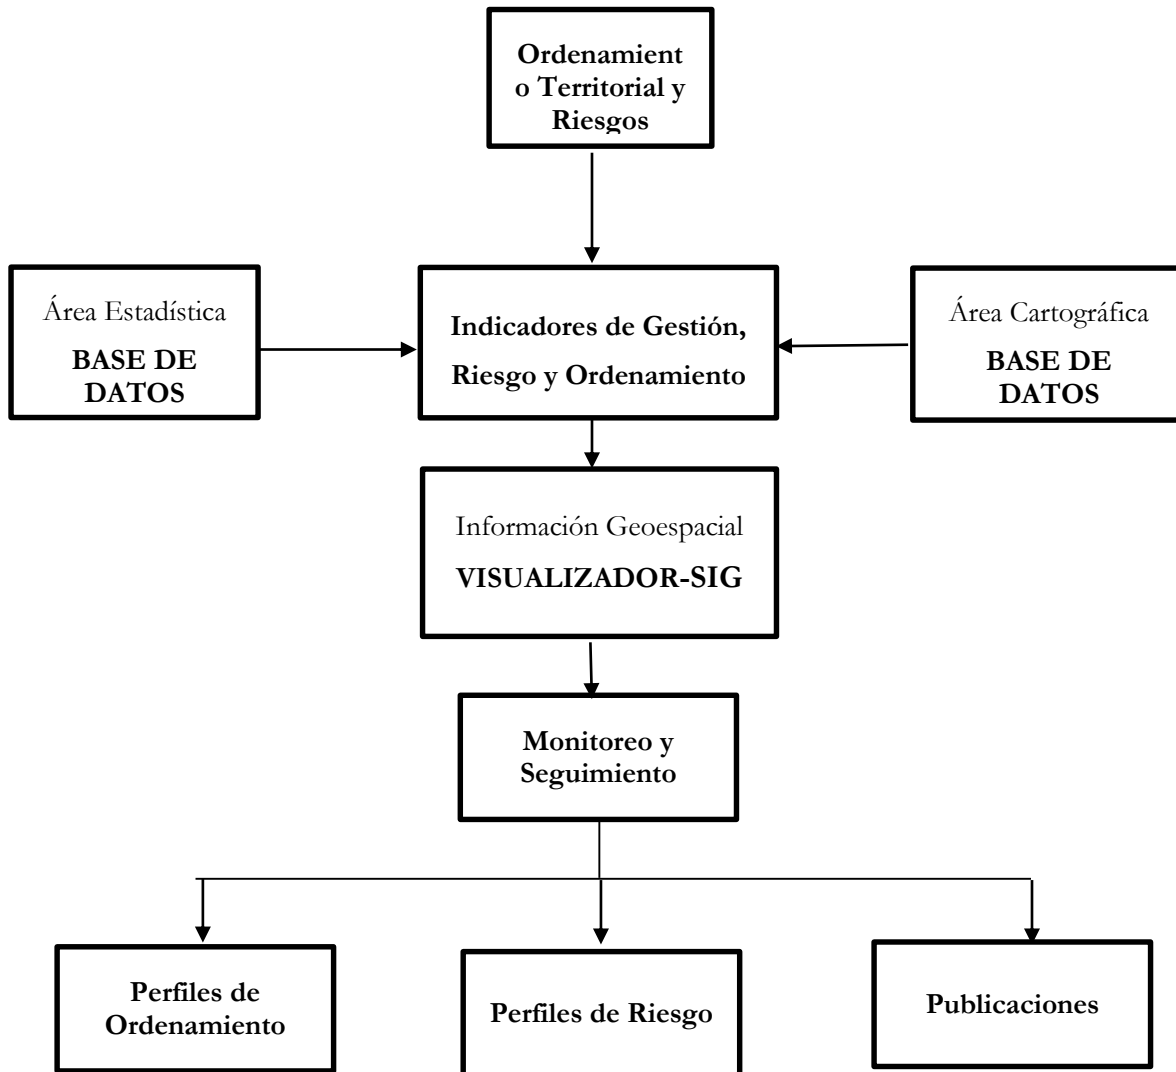 Ordenamient
o Territorial y
Riesgos
Área Estadística
BASE DE
DATOS
Indicadores de Gestión,
Riesgo y Ordenamiento
Área Cartográfica
BASE DE
DATOS
Información Geoespacial
VISUALIZADOR-SIG
Monitoreo y
Seguimiento
Perfiles de
Ordenamiento
Perfiles de Riesgo
Publicaciones